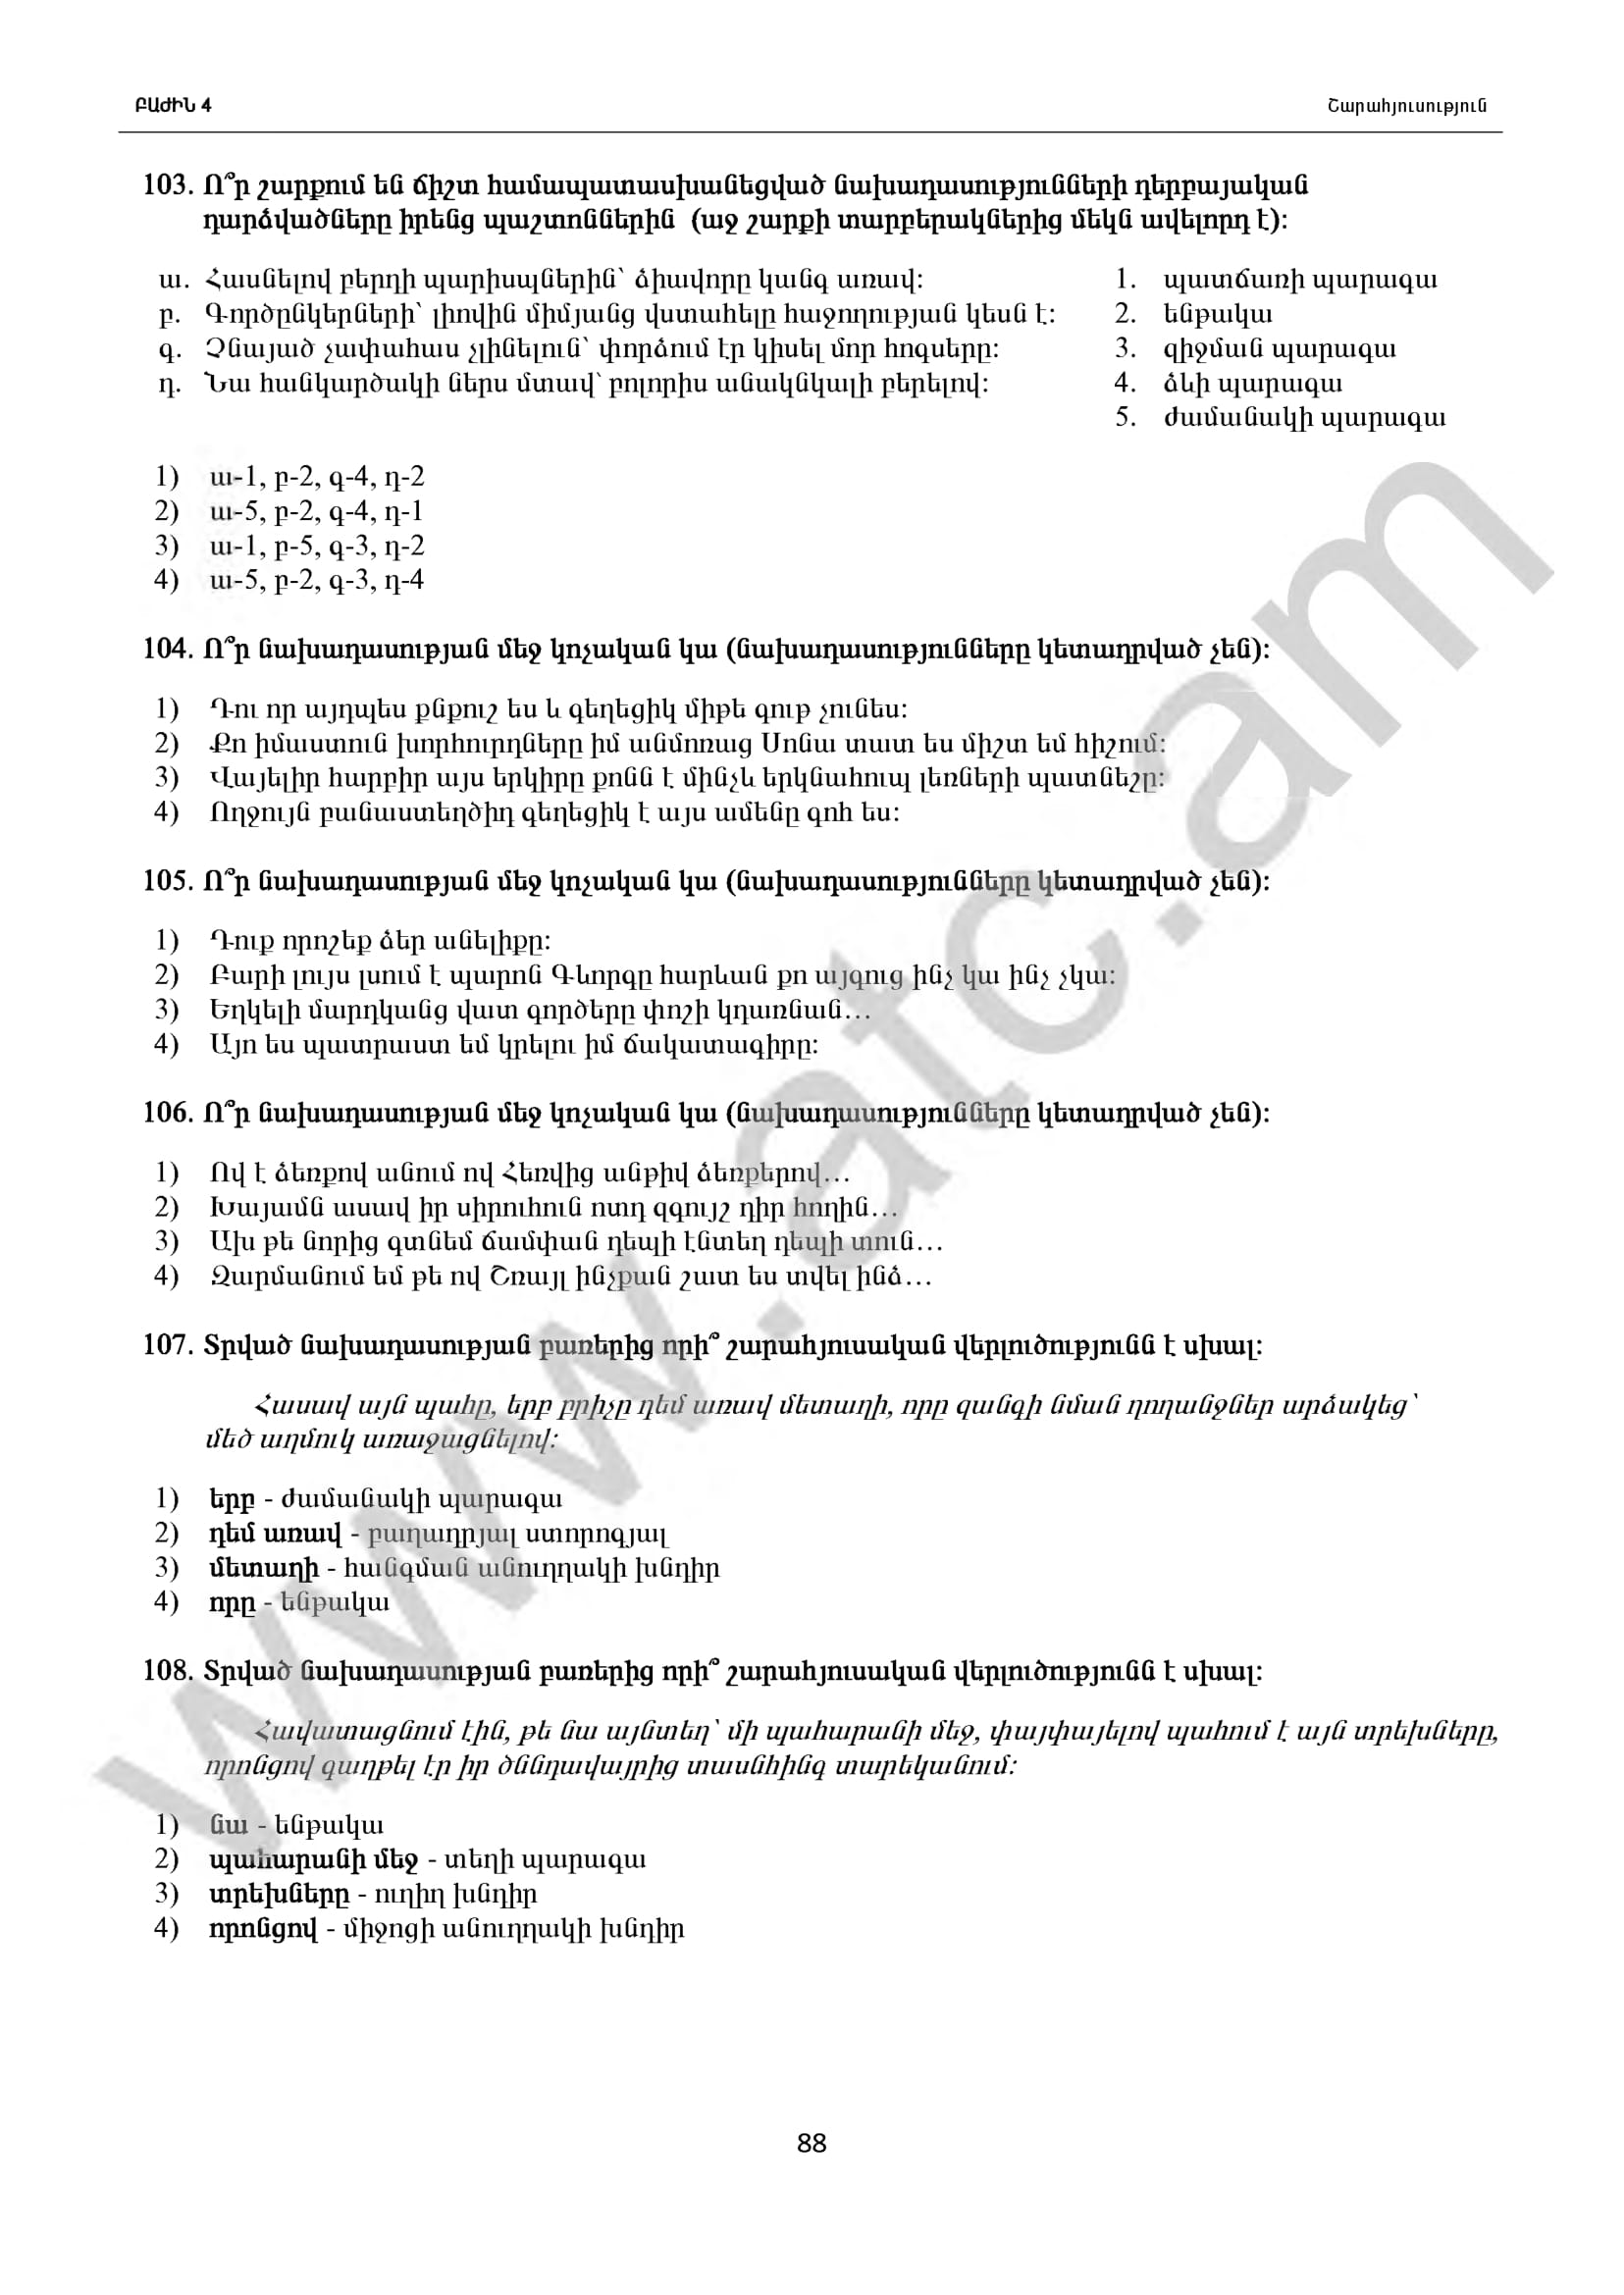 ԲԱԺԻՆ 4 Շարահյուսություն
103. Ո՞ր շարքում են ճիշտ համապատասխանեցված նախադասությունների դերբայական
դարձվածները իրենց պաշտոններին (աջ շարքի տարբերակներից մեկն ավելորդ է):
ա. Հասնելով բերդի պարիսպներին՝ ձիավորը կանգ առավ: 1. պատճառի պարագա
բ. Գործընկերների՝ լիովին միմյանց վստահելը հաջողության կեսն է: 2. ենթակա
գ. Չնայած չափահաս չլինելուն՝ փորձում էր կիսել մոր հոգսերը: 3. զիջման պարագա
դ. Նա հանկարծակի ներս մտավ՝ բոլորիս անակնկալի բերելով: 4. ձևի պարագա
5. ժամանակի պարագա
1) ա-1, բ-2, գ-4, դ-2
2) ա-5, բ-2, գ-4, դ-1
3) ա-1, բ-5, գ-3, դ-2
4) ա-5, բ-2, գ-3, դ-4
104. Ո՞ր նախադասության մեջ կոչական կա (նախադասությունները կետադրված չեն):
1) Դու որ այդպես քնքուշ ես և գեղեցիկ միթե գութ չունես:
2) Քո իմաստուն խորհուրդները իմ անմոռաց Սոնա տատ ես միշտ եմ հիշում:
3) Վայելիր հարբիր այս երկիրը քոնն է մինչև երկնահուպ լեռների պատնեշը:
4) Ողջույն բանաստեղծիդ գեղեցիկ է այս ամենը գոհ ես:
105. Ո՞ր նախադասության մեջ կոչական կա (նախադասությունները կետադրված չեն):
1) Դուք որոշեք ձեր անելիքը:
2) Բարի լույս լսում է պարոն Գևորգը հարևան քո այգուց ինչ կա ինչ չկա:
3) Եղկելի մարդկանց վատ գործերը փոշի կդառնան…
4) Այո ես պատրաստ եմ կրելու իմ ճակատագիրը:
106. Ո՞ր նախադասության մեջ կոչական կա (նախադասությունները կետադրված չեն):
1) Ով է ձեռքով անում ով Հեռվից անթիվ ձեռքերով…
2) Խայամն ասավ իր սիրուհուն ոտդ զգույշ դիր հողին…
3) Ախ թե նորից գտնեմ ճամփան դեպի էնտեղ դեպի տուն…
4) Զարմանում եմ թե ով Շռայլ ինչքան շատ ես տվել ինձ…
107. Տրված նախադասության բառերից որի՞ շարահյուսական վերլուծությունն է սխալ:
Հասավ այն պահը, երբ բրիչը դեմ առավ մետաղի, որը զանգի նման ղողանջներ արձակեց՝
մեծ աղմուկ առաջացնելով:
1) երբ - ժամանակի պարագա
2) դեմ առավ - բաղադրյալ ստորոգյալ
3) մետաղի - հանգման անուղղակի խնդիր
4) որը - ենթակա
108. Տրված նախադասության բառերից որի՞ շարահյուսական վերլուծությունն է սխալ:
Հավատացնում էին, թե նա այնտեղ՝ մի պահարանի մեջ, փայփայելով պահում է այն տրեխները,
որոնցով գաղթել էր իր ծննդավայրից տասնհինգ տարեկանում:
1) նա - ենթակա
2) պահարանի մեջ - տեղի պարագա
3) տրեխները - ուղիղ խնդիր
4) որոնցով - միջոցի անուղղակի խնդիր
www.atc.am
88